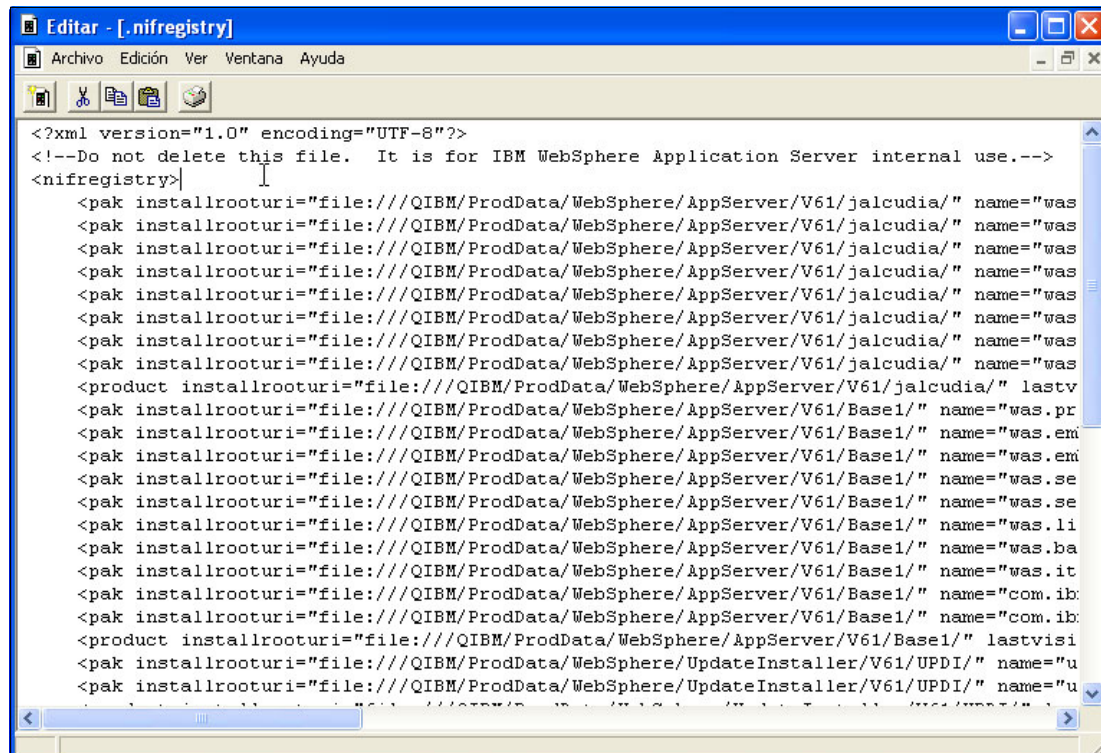 Editar - [.nifregistry]
Archivo Edición Ver Ventana Ayuda
<?xml version="1.0" encoding="UTF-8"?>
<!--Do not delete this file.  It is for IBM WebSphere Application Server internal use.-->
<nifregistry>
    <pak installrooturi="file:///QIBM/ProdData/WebSphere/AppServer/V61/jalcudia/" name="was
    <pak installrooturi="file:///QIBM/ProdData/WebSphere/AppServer/V61/jalcudia/" name="was
    <pak installrooturi="file:///QIBM/ProdData/WebSphere/AppServer/V61/jalcudia/" name="was
    <pak installrooturi="file:///QIBM/ProdData/WebSphere/AppServer/V61/jalcudia/" name="was
    <pak installrooturi="file:///QIBM/ProdData/WebSphere/AppServer/V61/jalcudia/" name="was
    <pak installrooturi="file:///QIBM/ProdData/WebSphere/AppServer/V61/jalcudia/" name="was
    <pak installrooturi="file:///QIBM/ProdData/WebSphere/AppServer/V61/jalcudia/" name="was
    <pak installrooturi="file:///QIBM/ProdData/WebSphere/AppServer/V61/jalcudia/" name="was
    <product installrooturi="file:///QIBM/ProdData/WebSphere/AppServer/V61/jalcudia/" lastv
    <pak installrooturi="file:///QIBM/ProdData/WebSphere/AppServer/V61/Base1/" name="was.pr
    <pak installrooturi="file:///QIBM/ProdData/WebSphere/AppServer/V61/Base1/" name="was.em
    <pak installrooturi="file:///QIBM/ProdData/WebSphere/AppServer/V61/Base1/" name="was.em
    <pak installrooturi="file:///QIBM/ProdData/WebSphere/AppServer/V61/Base1/" name="was.se
    <pak installrooturi="file:///QIBM/ProdData/WebSphere/AppServer/V61/Base1/" name="was.se
    <pak installrooturi="file:///QIBM/ProdData/WebSphere/AppServer/V61/Base1/" name="was.li
    <pak installrooturi="file:///QIBM/ProdData/WebSphere/AppServer/V61/Base1/" name="was.ba
    <pak installrooturi="file:///QIBM/ProdData/WebSphere/AppServer/V61/Base1/" name="was.it
    <pak installrooturi="file:///QIBM/ProdData/WebSphere/AppServer/V61/Base1/" name="com.ib
    <pak installrooturi="file:///QIBM/ProdData/WebSphere/AppServer/V61/Base1/" name="com.ib
    <product installrooturi="file:///QIBM/ProdData/WebSphere/AppServer/V61/Base1/" lastvisi
    <pak installrooturi="file:///QIBM/ProdData/WebSphere/UpdateInstaller/V61/UPDI/" name="u
    <pak installrooturi="file:///QIBM/ProdData/WebSphere/UpdateInstaller/V61/UPDI/" name="u